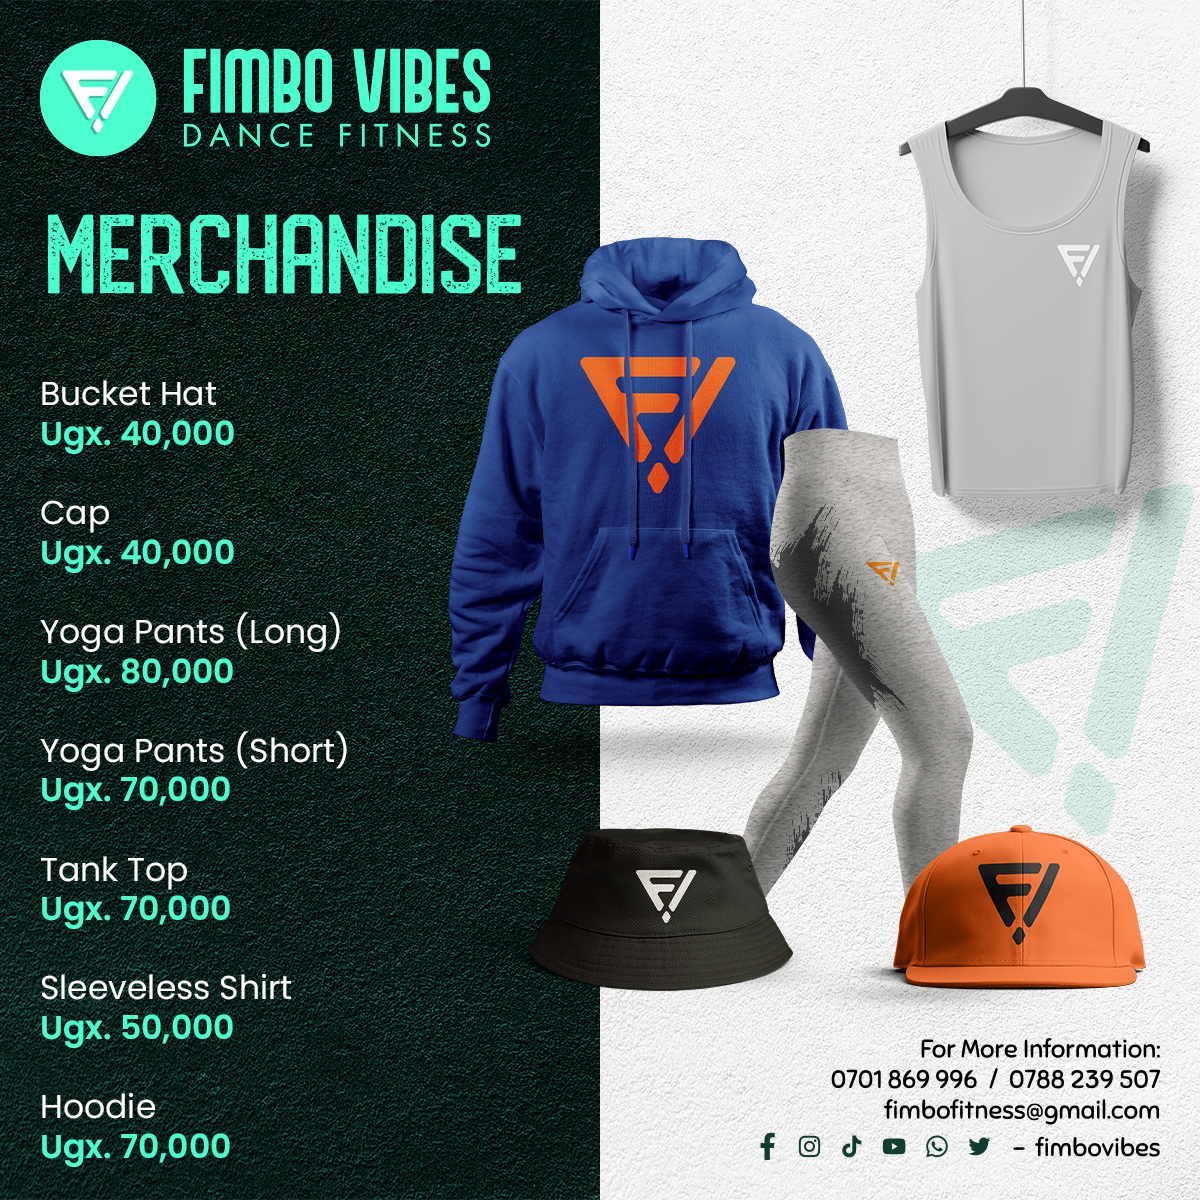 FIMBO VIBES
DANCE FITNESS
MERCHANDISE
Bucket Hat
Ugx. 40,000
Cap
Ugx. 40,000
Yoga Pants (Long)
Ugx. 80,000
Yoga Pants (Short)
Ugx. 70,000
Tank Top
Ugx. 70,000
Sleeveless Shirt
Ugx. 50,000
Hoodie
Ugx. 70,000
For More Information:
0701 869 996 / 0788 239 507
fimbofitness@gmail.com
- fimbovibes